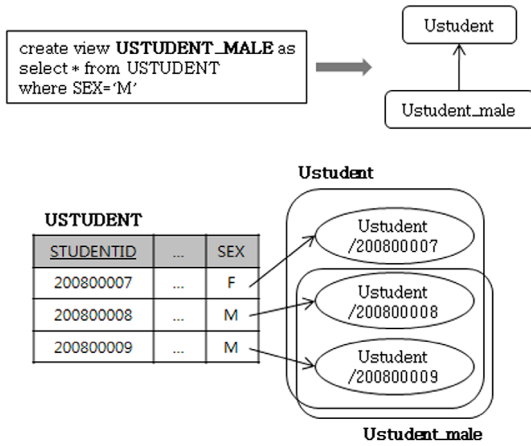 create view USTUDENT_MALE as
select * from USTUDENT
where SEX='M'
Ustudent
Ustudent_male
Ustudent
USTUDENT
STUDENTID ... SEX
200800007 ... F
200800008 ... M
200800009 ... M
Ustudent
/200800007
Ustudent
/200800008
Ustudent
/200800009
Ustudent_male